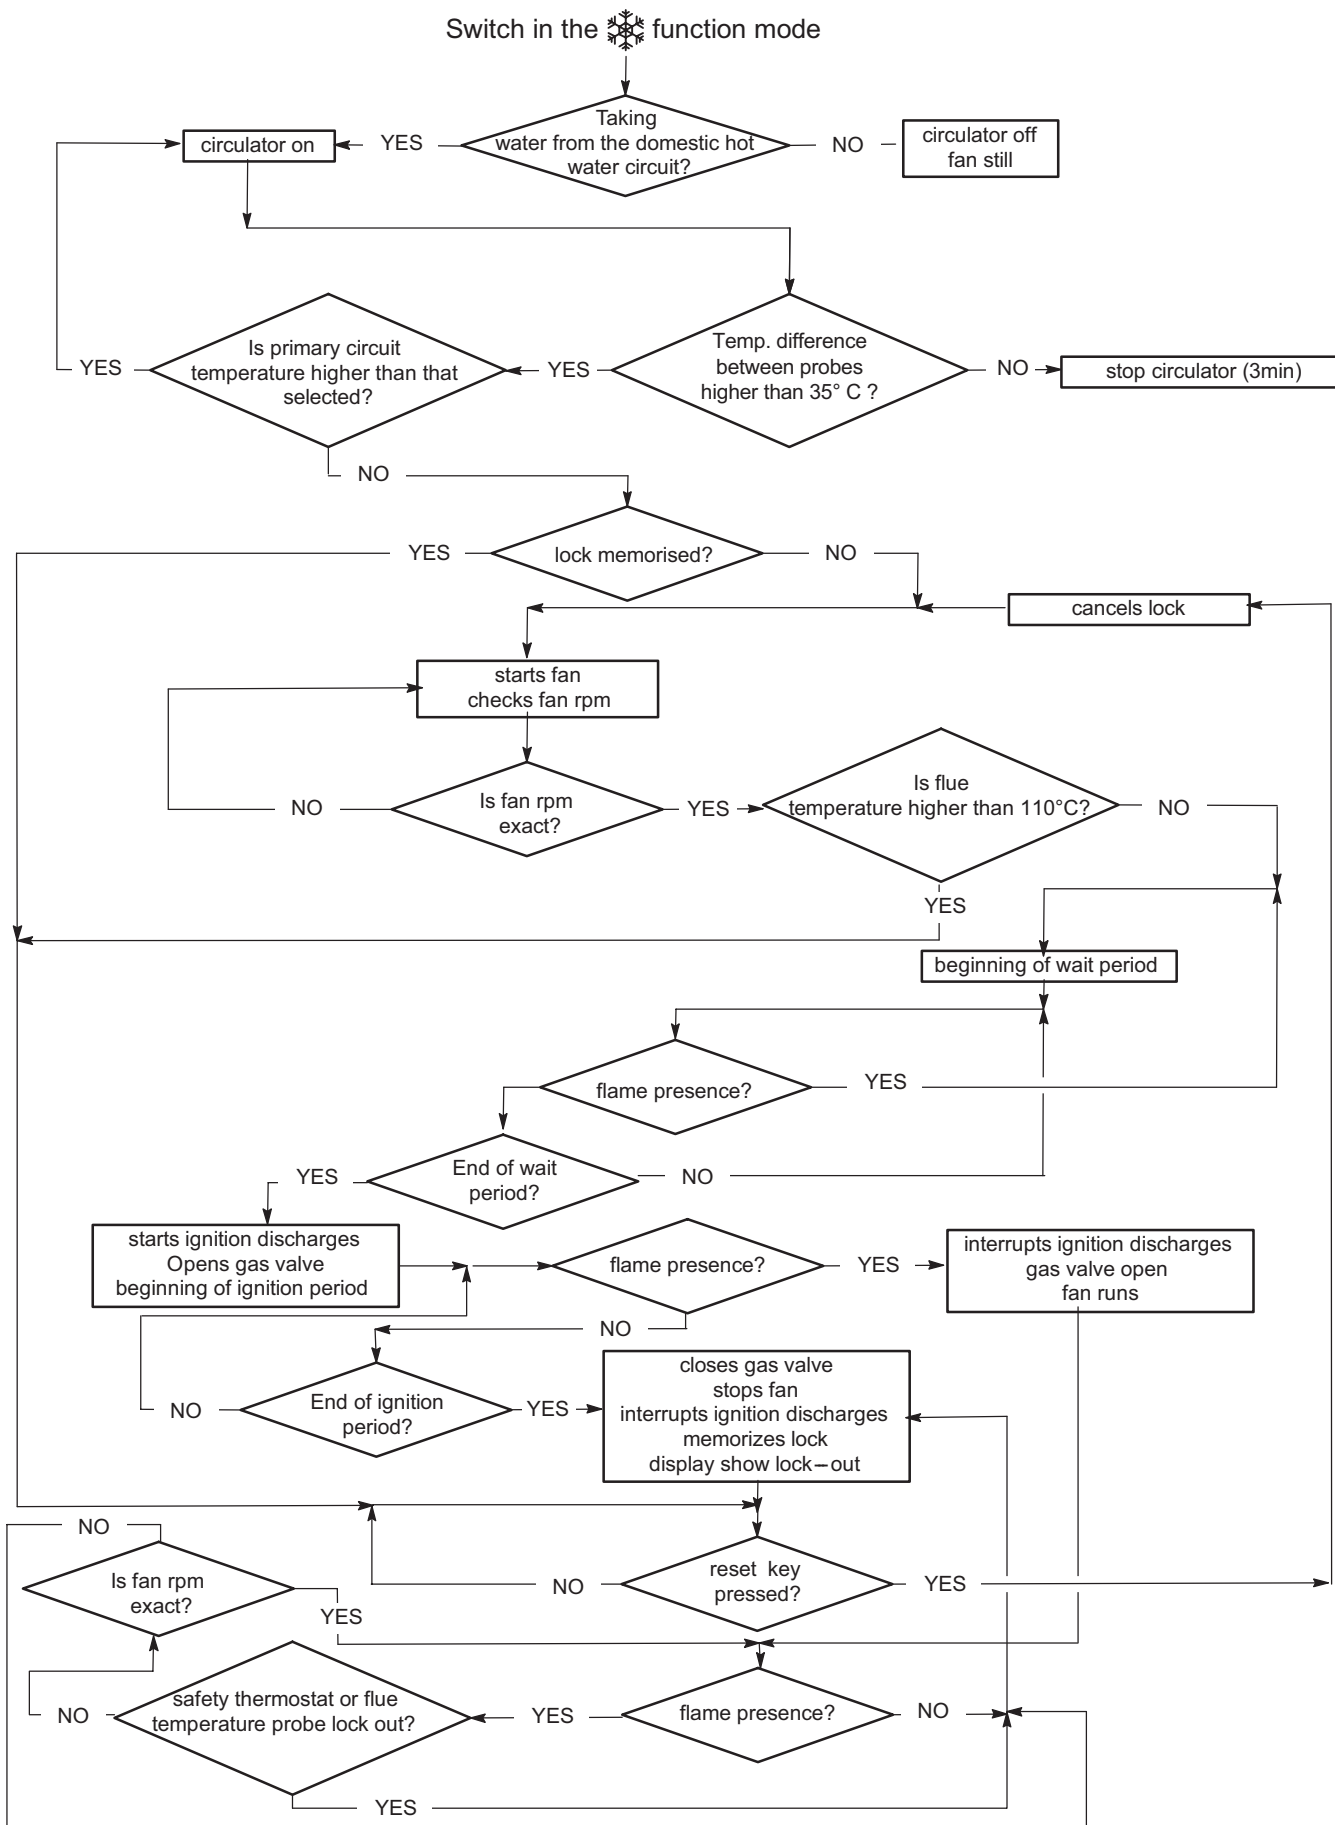 Switch in the function mode
Taking
water from the domestic hot
water circuit?
YES
circulator on
NO
circulator off
fan still
Is primary circuit
temperature higher than that
selected?
YES
YES
Temp. difference
between probes
higher than 35° C ?
NO
stop circulator (3min)
NO
YES
lock memorised?
NO
cancels lock
starts fan
checks fan rpm
NO
Is fan rpm
exact?
YES
Is flue
temperature higher than 110°C?
NO
YES
beginning of wait period
flame presence?
YES
YES
End of wait
period?
NO
starts ignition discharges
Opens gas valve
beginning of ignition period
flame presence?
YES
interrupts ignition discharges
gas valve open
fan runs
NO
NO
End of ignition
period?
YES
closes gas valve
stops fan
interrupts ignition discharges
memorizes lock
display show lock-out
NO
Is fan rpm
exact?
YES
NO
reset key
pressed?
YES
NO
safety thermostat or flue
temperature probe lock out?
YES
flame presence?
NO
YES